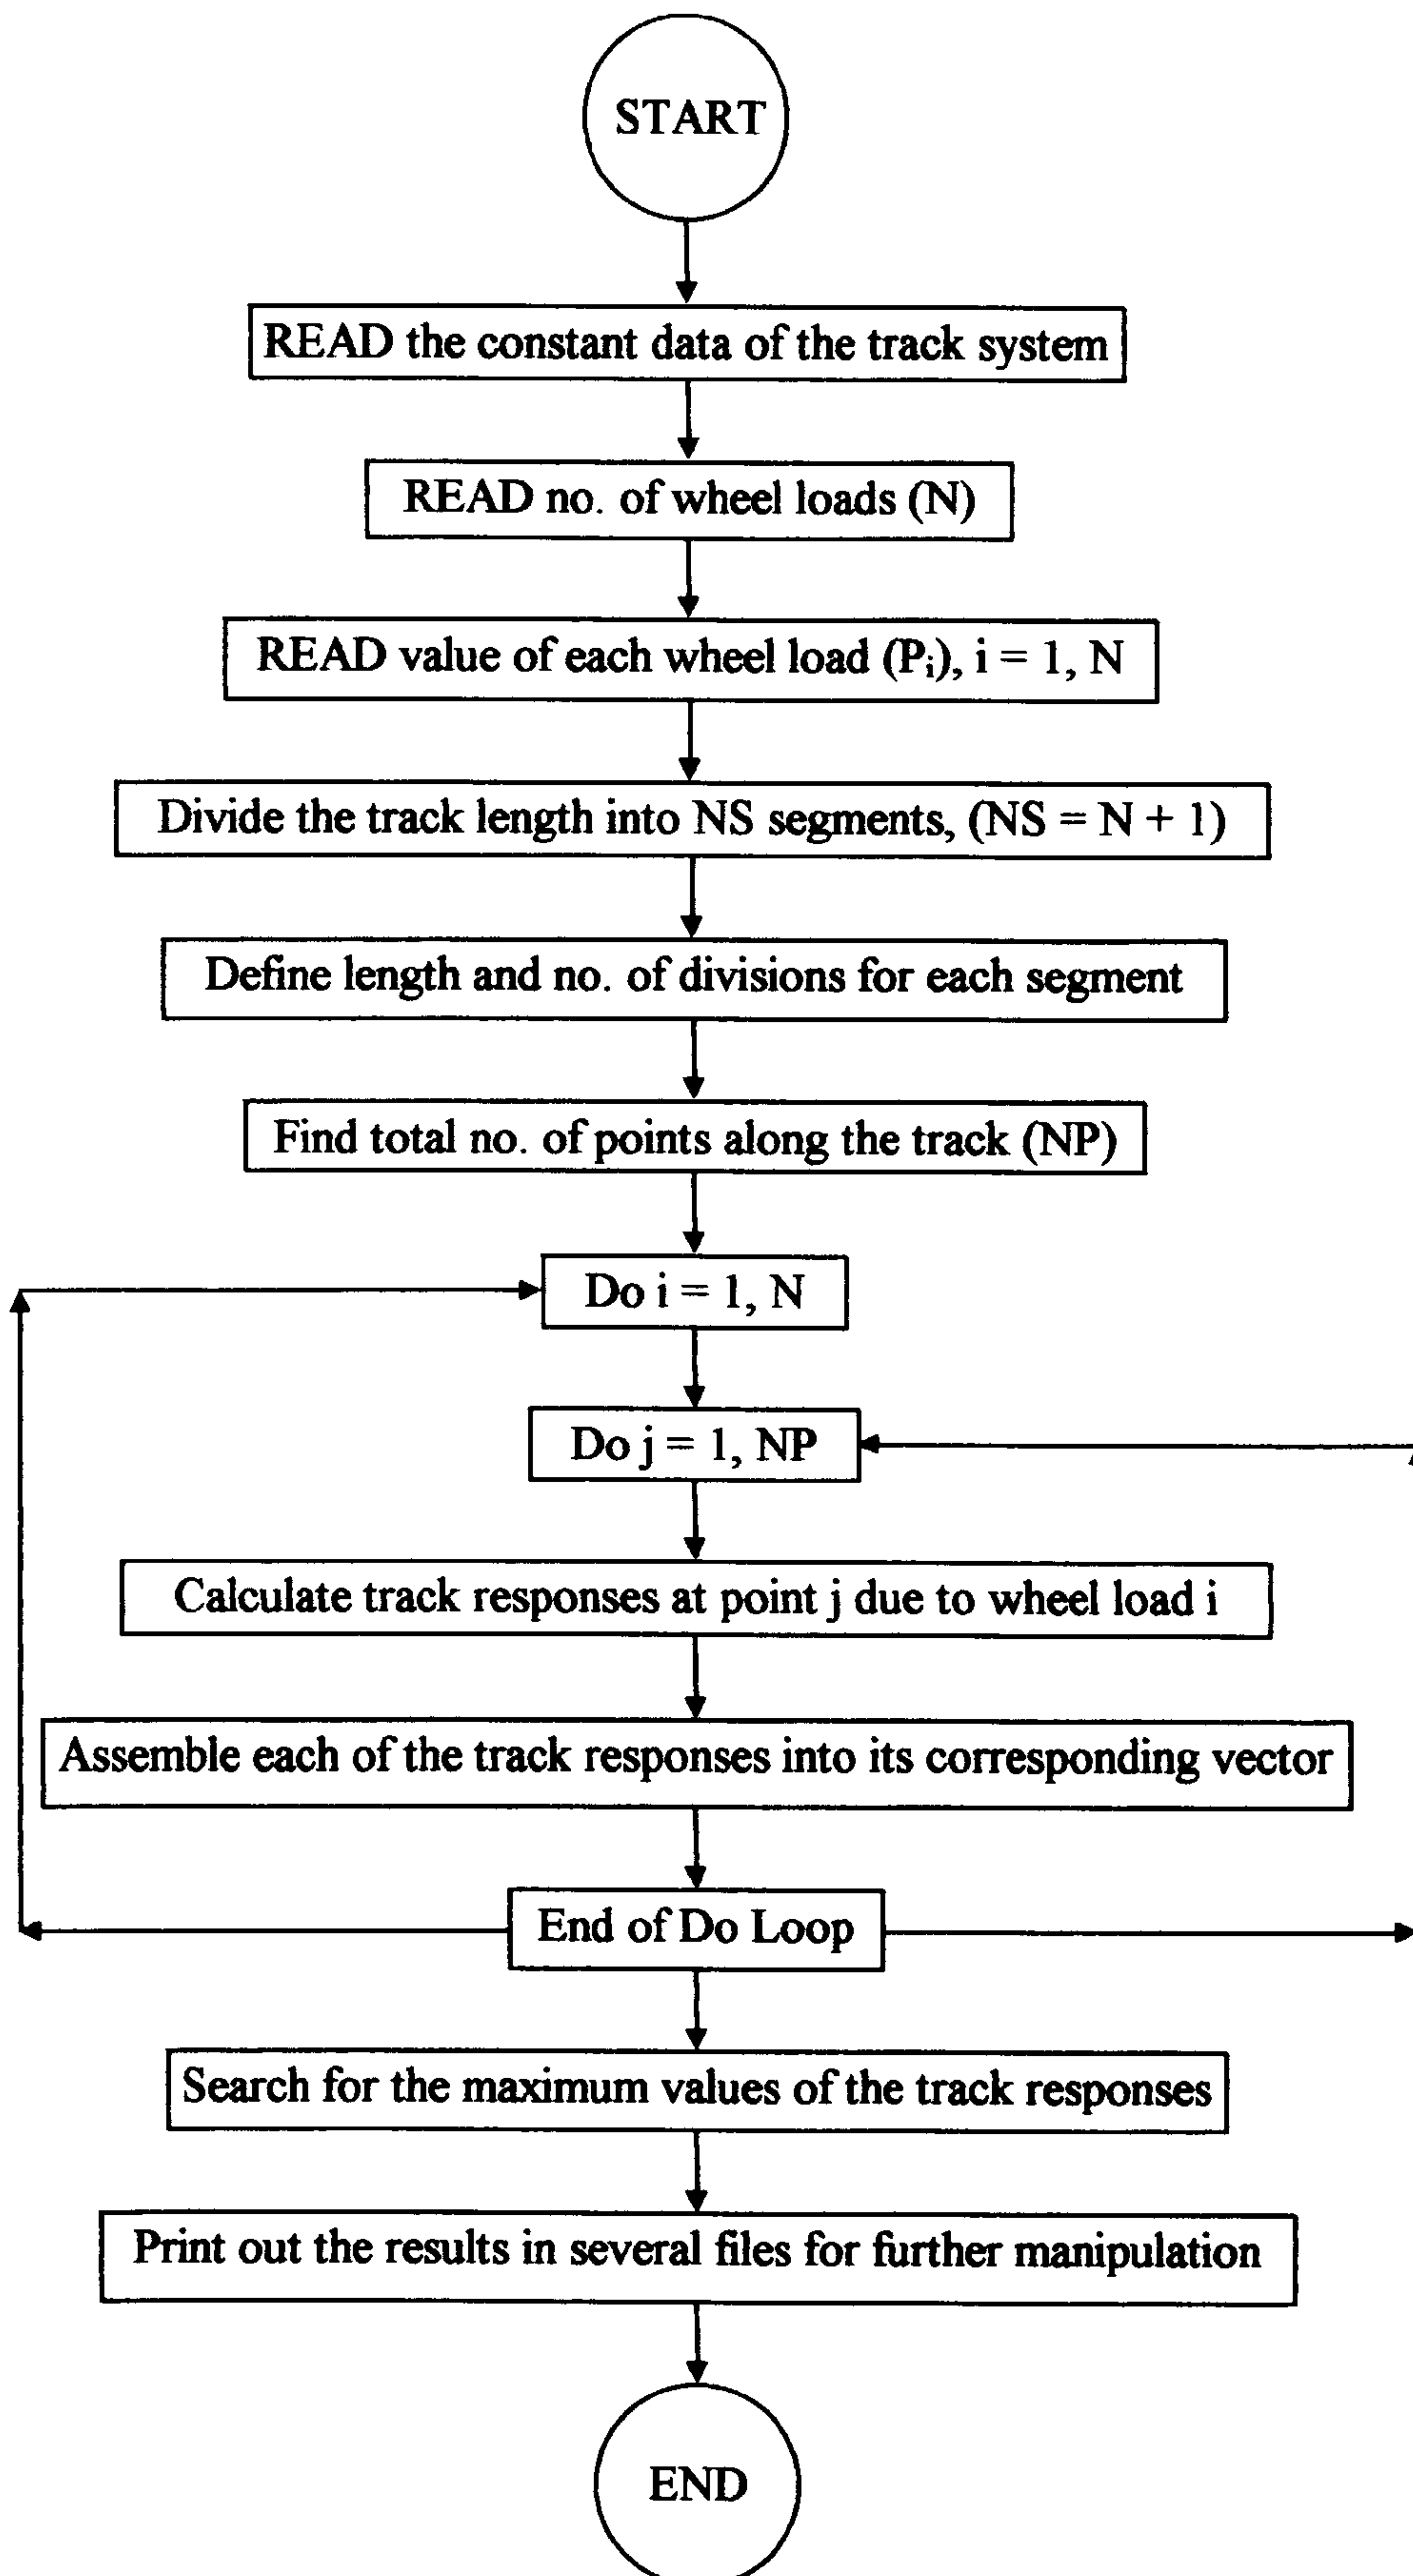 START
READ the constant data of the track system
READ no. of wheel loads (N)
READ value of each wheel load (Pᵢ), i = 1, N
Divide the track length into NS segments, (NS = N + 1)
Define length and no. of divisions for each segment
Find total no. of points along the track (NP)
Do i = 1, N
Do j = 1, NP
Calculate track responses at point j due to wheel load i
Assemble each of the track responses into its corresponding vector
End of Do Loop
Search for the maximum values of the track responses
Print out the results in several files for further manipulation
END